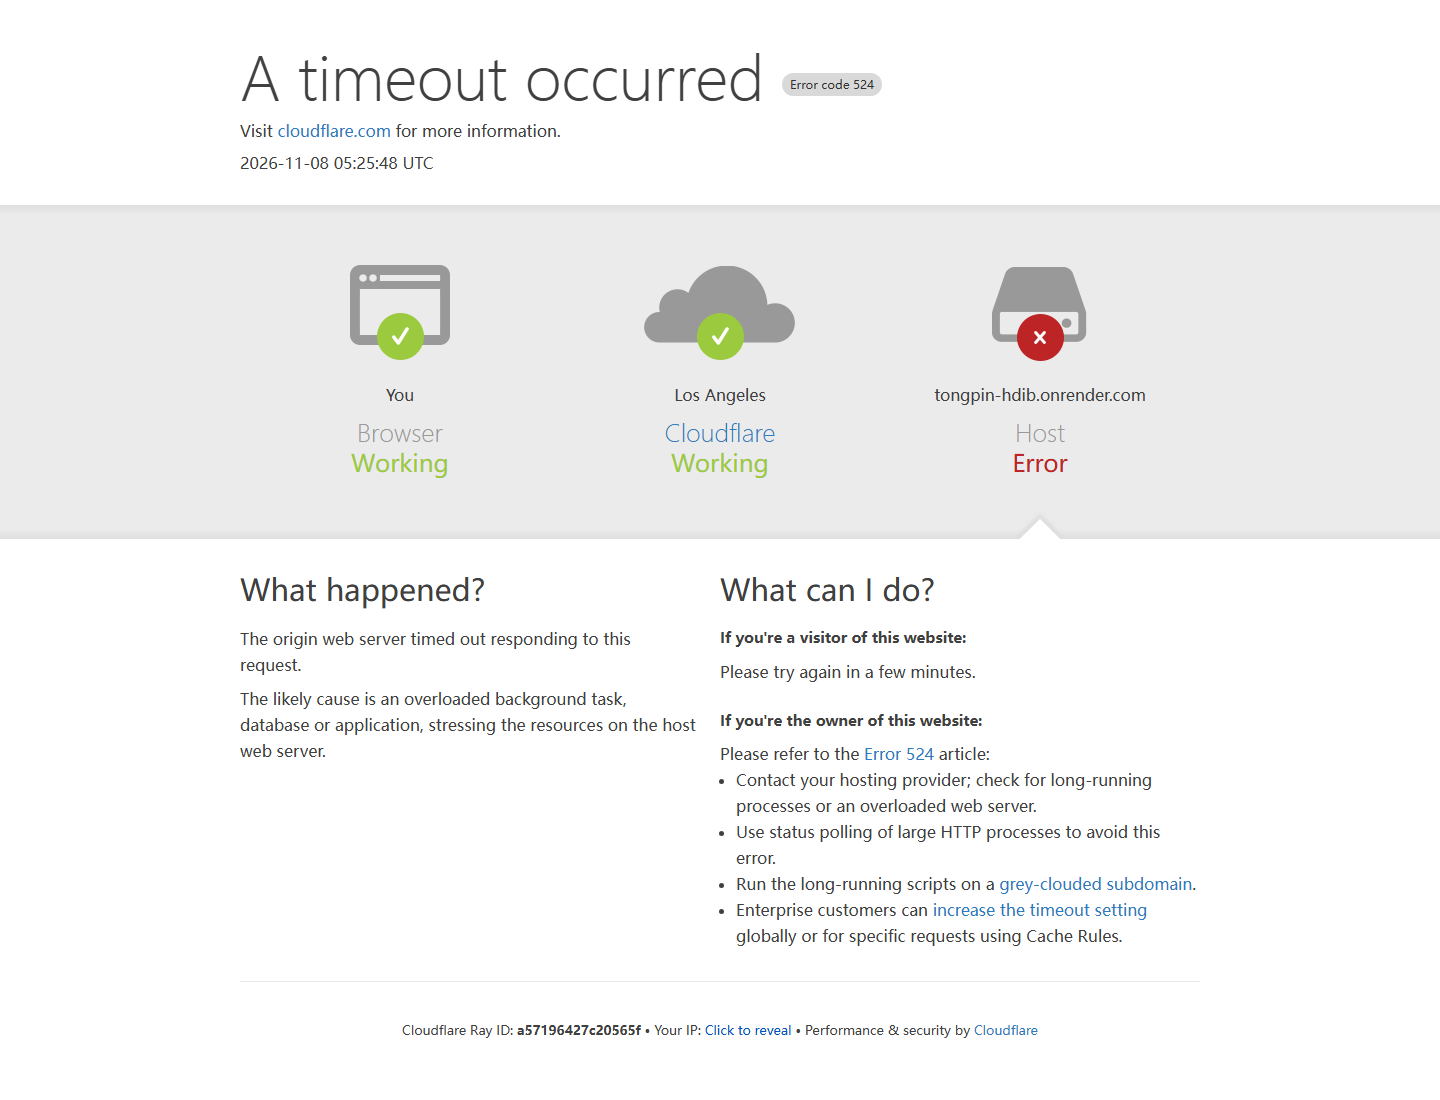 A timeout occurred Error code 524
Visit cloudflare.com for more information.
2026-11-08 05:25:48 UTC
You
Browser
Working
Los Angeles
Cloudflare
Working
tongpin-hdib.onrender.com
Host
Error
What happened?
The origin web server timed out responding to this
request.
The likely cause is an overloaded background task,
database or application, stressing the resources on the host
web server.
What can I do?
If you're a visitor of this website:
Please try again in a few minutes.
If you're the owner of this website:
Please refer to the Error 524 article:
• Contact your hosting provider; check for long-running
processes or an overloaded web server.
• Use status polling of large HTTP processes to avoid this
error.
• Run the long-running scripts on a grey-clouded subdomain.
• Enterprise customers can increase the timeout setting
globally or for specific requests using Cache Rules.
Cloudflare Ray ID: a57196427c20565f • Your IP: Click to reveal • Performance & security by Cloudflare